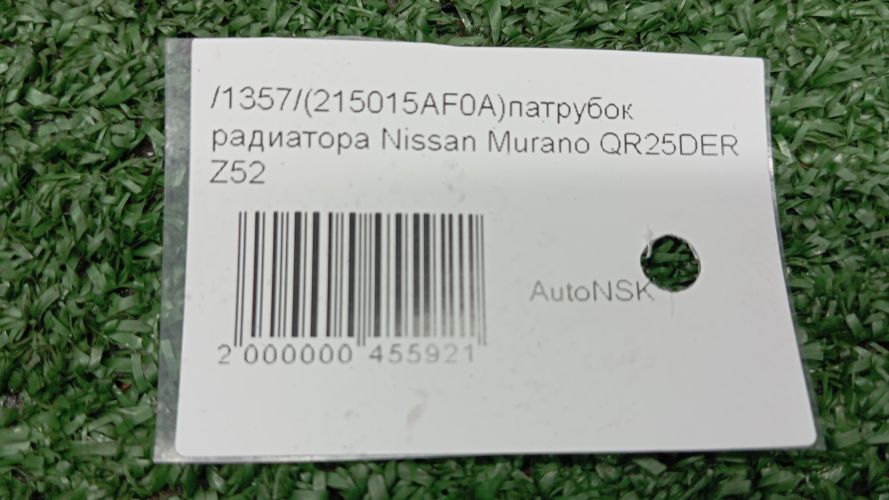 /1357/(215015AF0A)патрубок
радиатора Nissan Murano QR25DER
Z52
AutoNSK
2 000000 455921